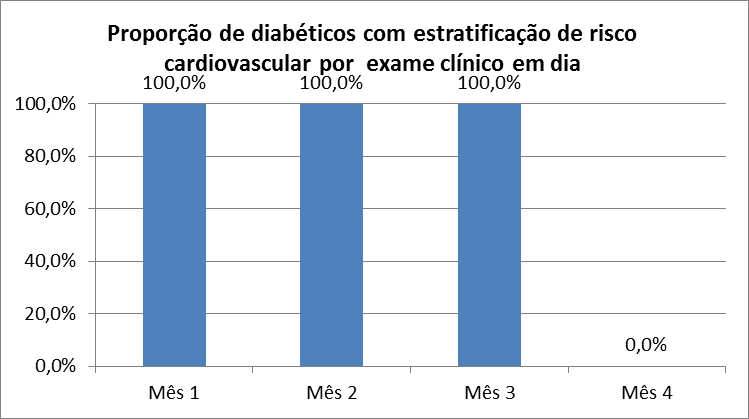 Proporção de diabéticos com estratificação de risco
cardiovascular por  exame clínico em dia
100,0% 100,0% 100,0%
100,0%
80,0%
60,0%
40,0%
20,0%
0,0%
0,0%
Mês 1 Mês 2 Mês 3 Mês 4